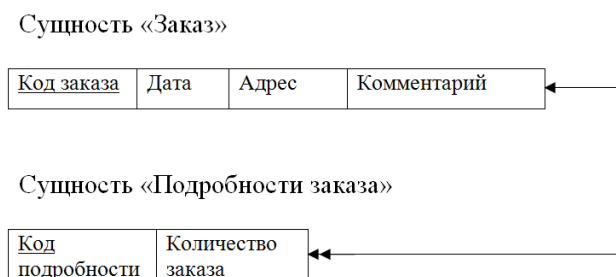 Сущность «Заказ»
Код заказа Дата Адрес Комментарий
Сущность «Подробности заказа»
Код Количество
подробности заказа